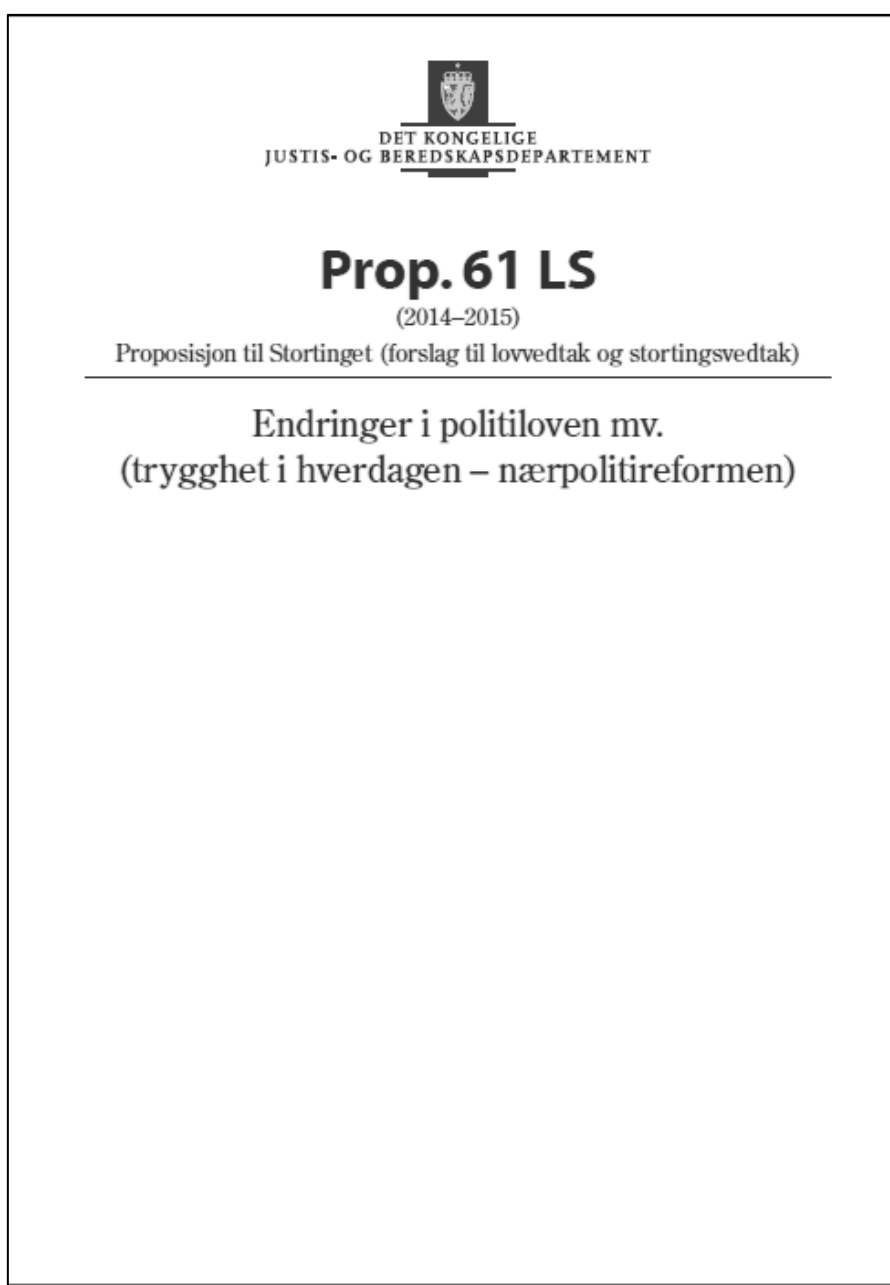 DET KONGELIGE
JUSTIS- OG BEREDSKAPSDEPARTEMENT
Prop. 61 LS
(2014–2015)
Proposisjon til Stortinget (forslag til lovvedtak og stortingsvedtak)
Endringer i politiloven mv.
(trygghet i hverdagen – nærpolitireformen)